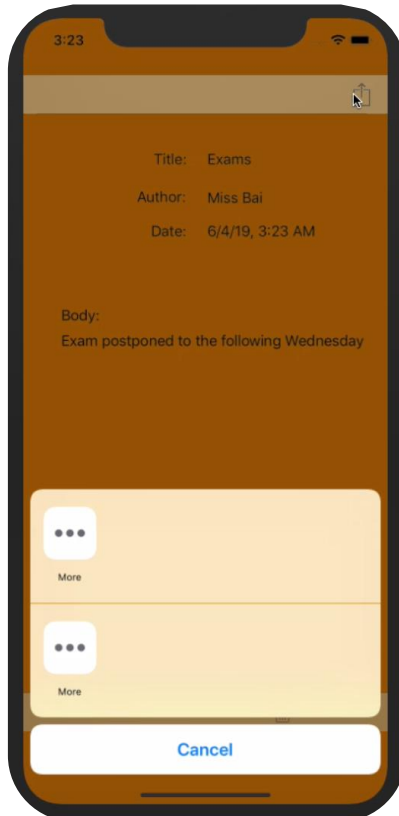 3:23
Title: Exams
Author: Miss Bai
Date: 6/4/19, 3:23 AM
Body:
Exam postponed to the following Wednesday
More
More
Cancel